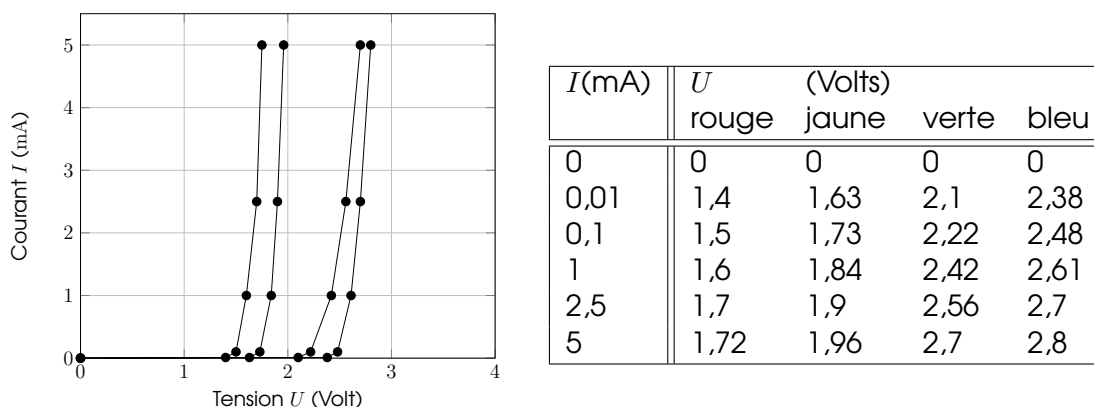 5
4
3
2
1
0
0 1 2 3 4
Courant I (mA)
Tension U (Volt)
I(mA) U (Volts)
rouge jaune verte bleu
0 0 0 0 0
0,01 1,4 1,63 2,1 2,38
0,1 1,5 1,73 2,22 2,48
1 1,6 1,84 2,42 2,61
2,5 1,7 1,9 2,56 2,7
5 1,72 1,96 2,7 2,8